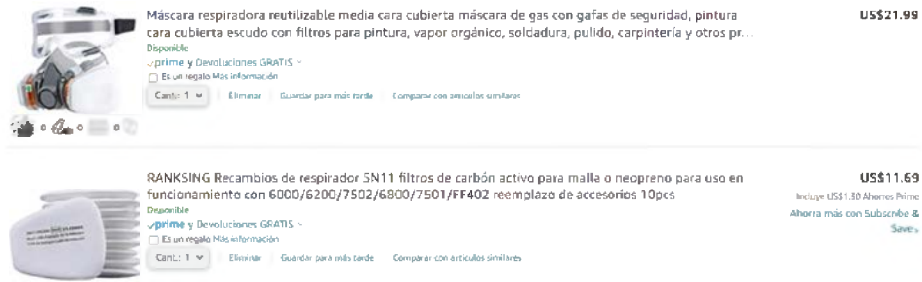 Máscara respiradora reutilizable media cara cubierta máscara de gas con gafas de seguridad, pintura
US$21.99
cara cubierta escudo con filtros para pintura, vapor orgánico, soldadura, pulido, carpintería y otros pr...
Disponible
prime y Devoluciones GRATIS
Es un regalo Más información
Cant.: 1
Eliminar
Guardar para más tarde
Comparar con artículos similares
RANKSING Recambios de respirador 5N11 filtros de carbón activo para malla o neopreno para uso en
US$11.69
funcionamiento con 6000/6200/7502/6800/7501/FF402 reemplazo de accesorios 10pcs
Incluye US$1.30 Ahorros Prime
Disponible
Ahorra más con Subscribe &
Save
prime y Devoluciones GRATIS
Es un regalo Más información
Cant.: 1
Eliminar
Guardar para más tarde
Comparar con artículos similares